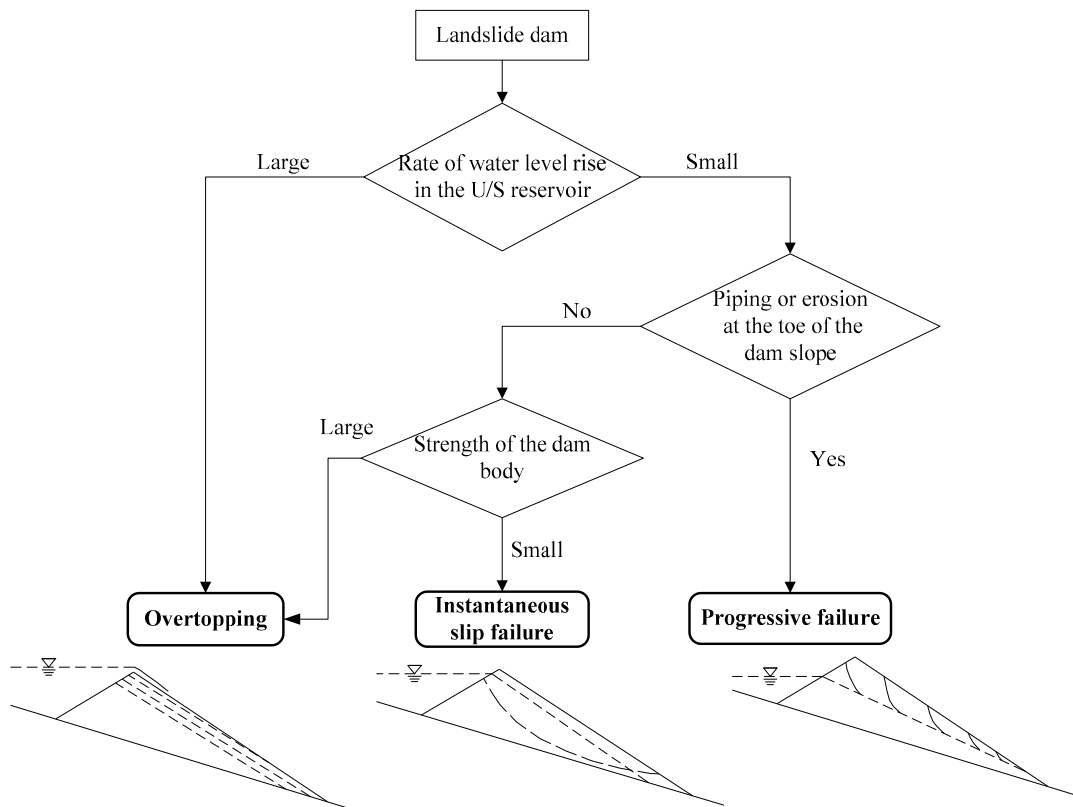 Landslide dam
Large
Rate of water level rise
in the U/S reservoir
Small
Piping or erosion
at the toe of the
dam slope
No
Large
Strength of the dam
body
Yes
Small
Overtopping
Instantaneous
slip failure
Progressive failure